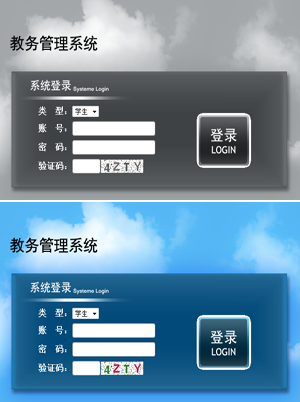 教务管理系统
系统登录 Systeme Login
类 型: 学生
账 号:
密 码:
验证码: 4ZTY
登录
LOGIN
教务管理系统
系统登录 Systeme Login
类 型: 学生
账 号:
密 码:
验证码: 4ZTY
登录
LOGIN